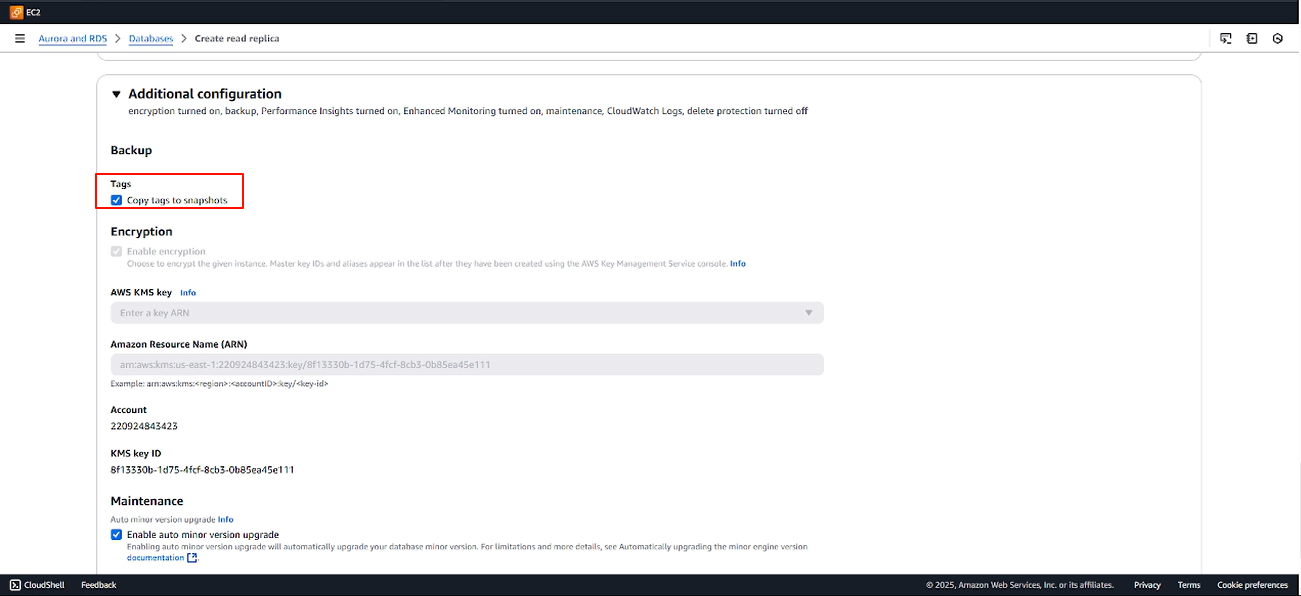 EC2
Aurora and RDS > Databases > Create read replica
Additional configuration
encryption turned on, backup, Performance Insights turned on, Enhanced Monitoring turned on, maintenance, CloudWatch Logs, delete protection turned off
Backup
Tags
Copy tags to snapshots
Encryption
Enable encryption
Choose to encrypt the given instance. Master key IDs and aliases appear in the list after they have been created using the AWS Key Management Service console. Info
AWS KMS key Info
Enter a key ARN
Amazon Resource Name (ARN)
arn:aws:kms:us-east-1:220924843423:key/8f13330b-1d75-4fcf-8cb3-0b85ea45e111
Example: arn:aws:kms:<region>:<accountID>:key/<key-id>
Account
220924843423
KMS key ID
8f13330b-1d75-4fcf-8cb3-0b85ea45e111
Maintenance
Auto minor version upgrade Info
Enable auto minor version upgrade
Enabling auto minor version upgrade will automatically upgrade your database minor version. For limitations and more details, see Automatically upgrading the minor engine version
documentation.
CloudShell Feedback © 2025, Amazon Web Services, Inc. or its affiliates. Privacy Terms Cookie preferences